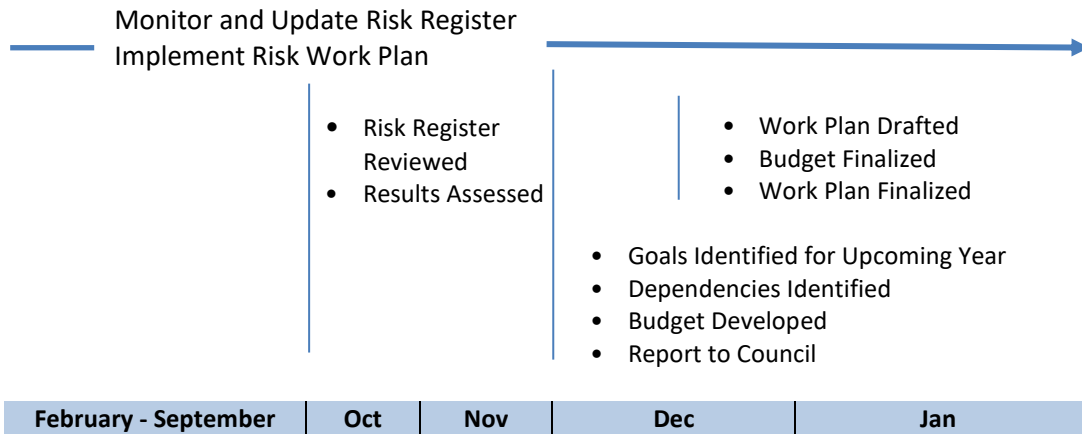 Monitor and Update Risk Register
Implement Risk Work Plan
• Risk Register
Reviewed
• Results Assessed
• Work Plan Drafted
• Budget Finalized
• Work Plan Finalized
• Goals Identified for Upcoming Year
• Dependencies Identified
• Budget Developed
• Report to Council
February - September Oct Nov Dec Jan